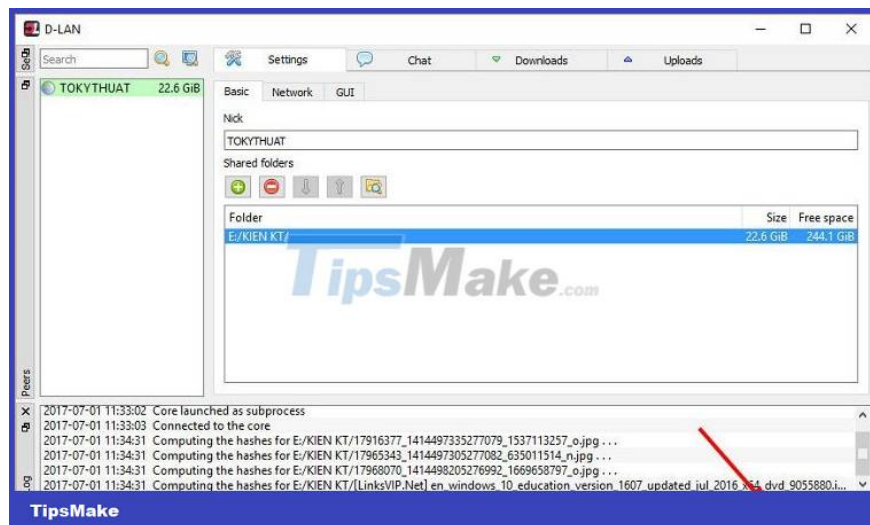 D-LAN
Search
Settings
Chat
Downloads
Uploads
TOKYTHUAT 22.6 GiB
Peers
Basic
Network
GUI
Nick
TOKYTHUAT
Shared folders
Folder Size Free space
E:/KIEN KT/ 22.6 GiB 244.1 GiB
TipsMake.com
2017-07-01 11:33:02 Core launched as subprocess
2017-07-01 11:33:03 Connected to the core
2017-07-01 11:34:31 Computing the hashes for E:/KIEN KT/17916377_1414497335277079_1537113257_o.jpg . . .
2017-07-01 11:34:31 Computing the hashes for E:/KIEN KT/17965343_1414497305277082_635011514_n.jpg . . .
2017-07-01 11:34:31 Computing the hashes for E:/KIEN KT/17968070_1414498205276992_1669658797_o.jpg . . .
2017-07-01 11:34:31 Computing the hashes for E:/KIEN KT/[LinksVIP.Net] en_windows_10_education_version_1607_updated_jul_2016_x64_dvd_9055880.i...
TipsMake